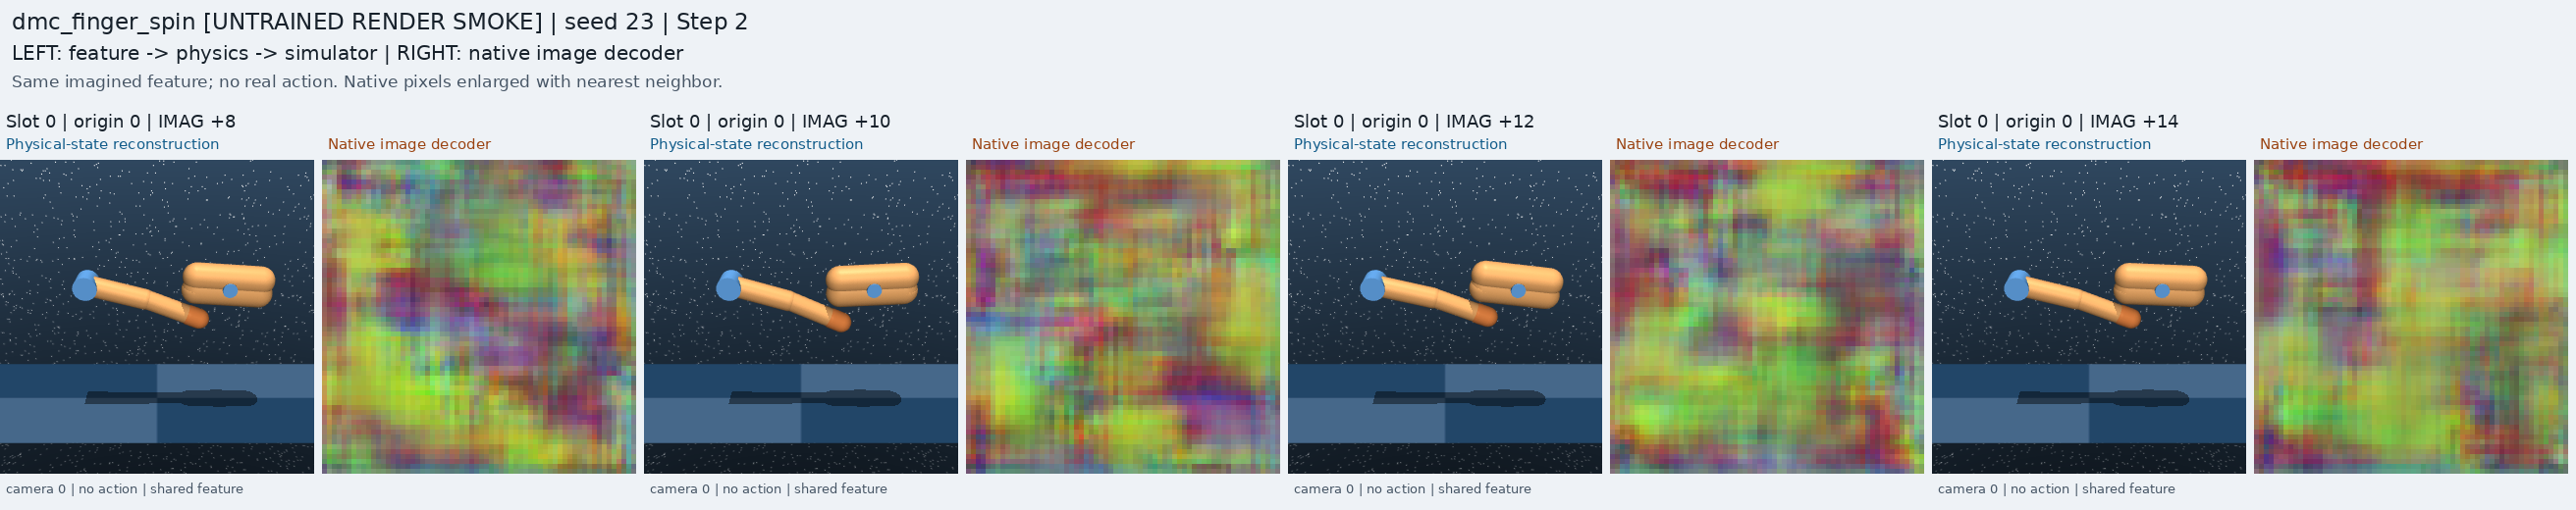 dmc_finger_spin [UNTRAINED RENDER SMOKE] | seed 23 | Step 2
LEFT: feature -> physics -> simulator | RIGHT: native image decoder
Same imagined feature; no real action. Native pixels enlarged with nearest neighbor.
Slot 0 | origin 0 | IMAG +8
Physical-state reconstruction
Native image decoder
camera 0 | no action | shared feature
Slot 0 | origin 0 | IMAG +10
Physical-state reconstruction
Native image decoder
camera 0 | no action | shared feature
Slot 0 | origin 0 | IMAG +12
Physical-state reconstruction
Native image decoder
camera 0 | no action | shared feature
Slot 0 | origin 0 | IMAG +14
Physical-state reconstruction
Native image decoder
camera 0 | no action | shared feature